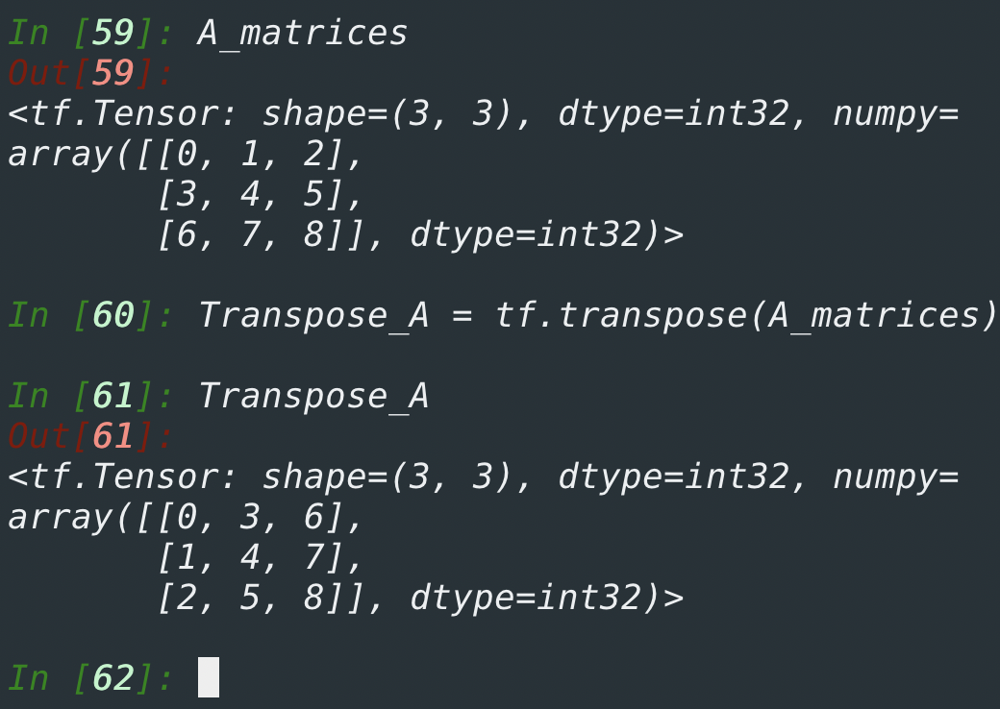 In [59]: A_matrices
Out[59]:
<tf.Tensor: shape=(3, 3), dtype=int32, numpy=
array([[0, 1, 2],
       [3, 4, 5],
       [6, 7, 8]], dtype=int32)>
In [60]: Transpose_A = tf.transpose(A_matrices)
In [61]: Transpose_A
Out[61]:
<tf.Tensor: shape=(3, 3), dtype=int32, numpy=
array([[0, 3, 6],
       [1, 4, 7],
       [2, 5, 8]], dtype=int32)>
In [62]: